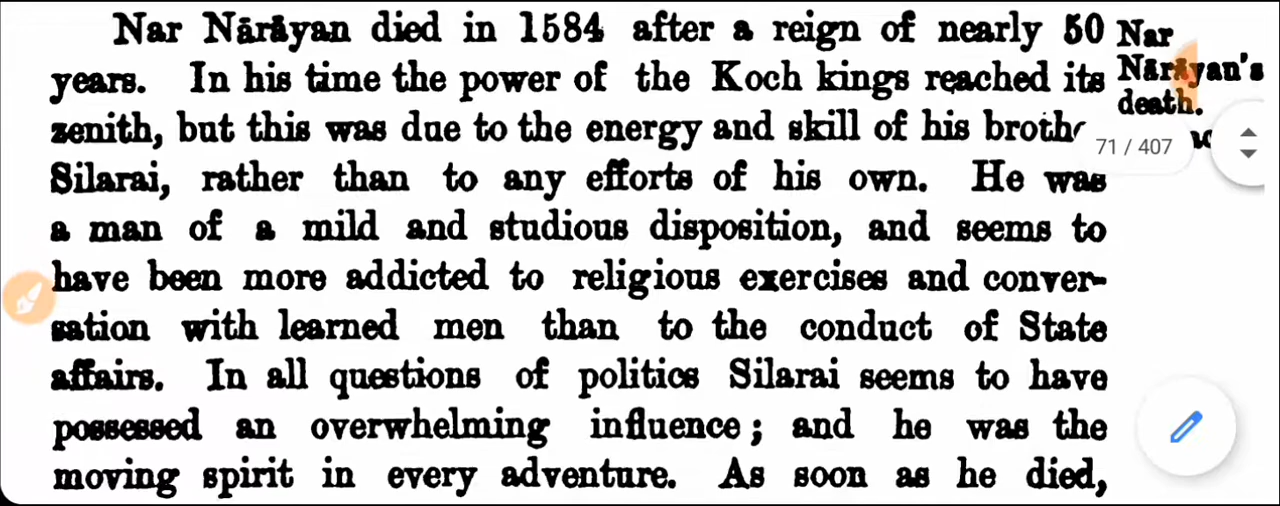 Nar Nārāyan died in 1584 after a reign of nearly 50
years. In his time the power of the Koch kings reached its
zenith, but this was due to the energy and skill of his
Silarai, rather than to any efforts of his own. He was
a man of a mild and studious disposition, and seems to
have been more addicted to religious exercises and conver-
sation with learned men than to the conduct of State
affairs. In all questions of politics Silarai seems to have
possessed an overwhelming influence; and he was the
moving spirit in every adventure. As soon as he died,
Nar
Nārāyan's
death.
71 / 407